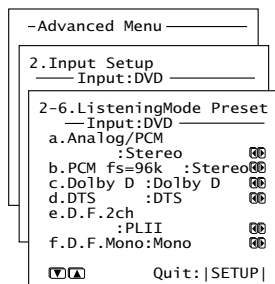 -Advanced Menu
2.Input Setup
Input:DVD
2-6.ListeningMode Preset
Input:DVD
a.Analog/PCM
:Stereo
b.PCM fs=96k :Stereo
c.Dolby D :Dolby D
d.DTS :DTS
e.D.F.2ch
:PLII
f.D.F.Mono:Mono
Quit:|SETUP|